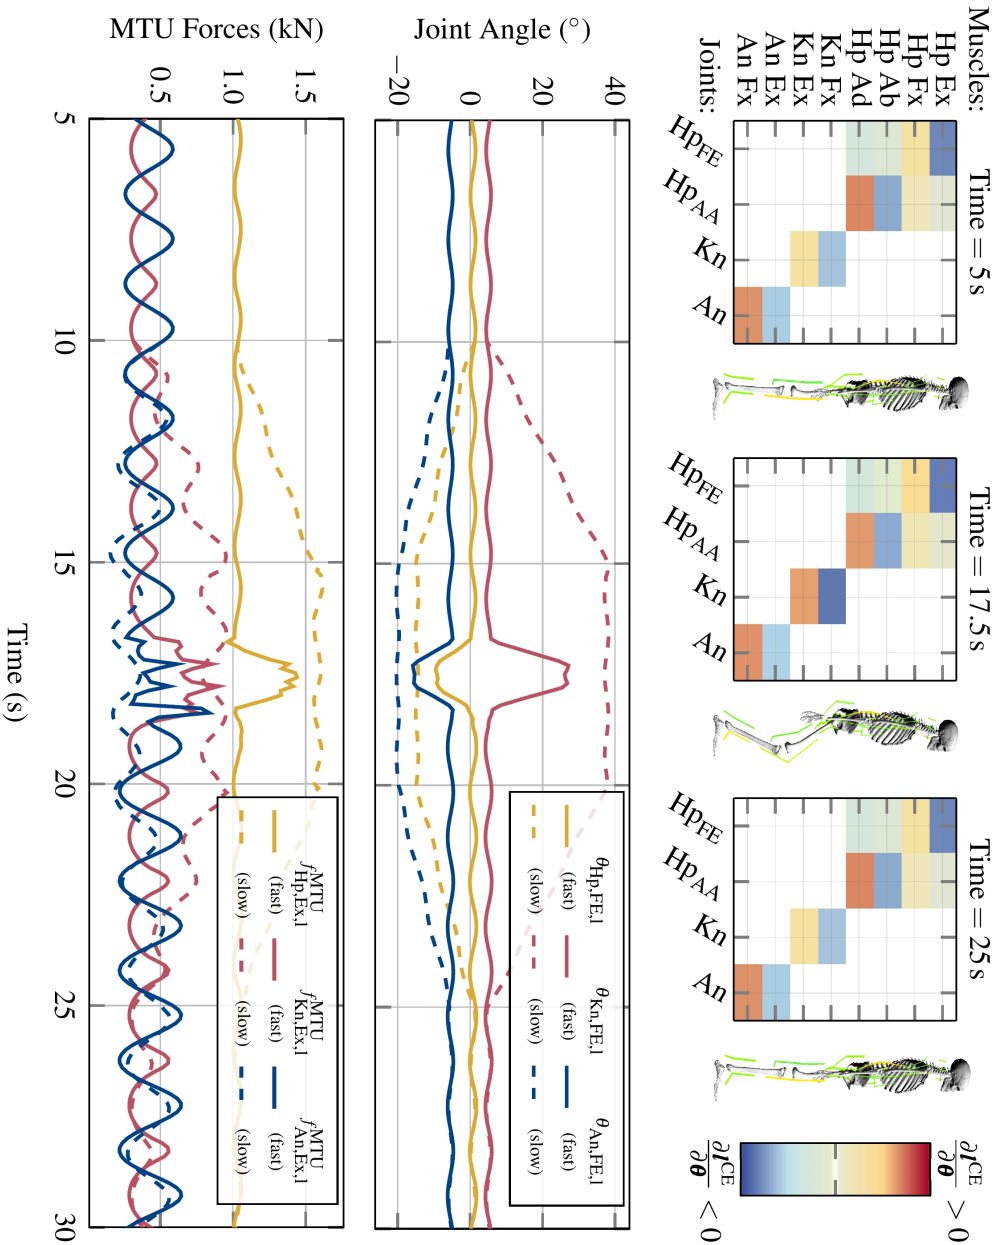 Muscles: Time = 5 s Time = 17.5 s Time = 25 s
Hp Ex
Hp Fx
Hp Ab
Hp Ad
Kn Fx
Kn Ex
An Ex
An Fx
Joints: Hp_FE Hp_AA Kn An Hp_FE Hp_AA Kn An Hp_FE Hp_AA Kn An
∂l^CE/∂θ > 0
∂l^CE/∂θ < 0
Joint Angle (°)
40
20
0
−20
θ_Hp,FE,l θ_Kn,FE,l θ_An,FE,l
(fast) (fast) (fast)
(slow) (slow) (slow)
MTU Forces (kN)
1.5
1.0
0.5
f^MTU_Hp,Ex,l f^MTU_Kn,Ex,l f^MTU_An,Ex,l
(fast) (fast) (fast)
(slow) (slow) (slow)
5 10 15 20 25 30
Time (s)